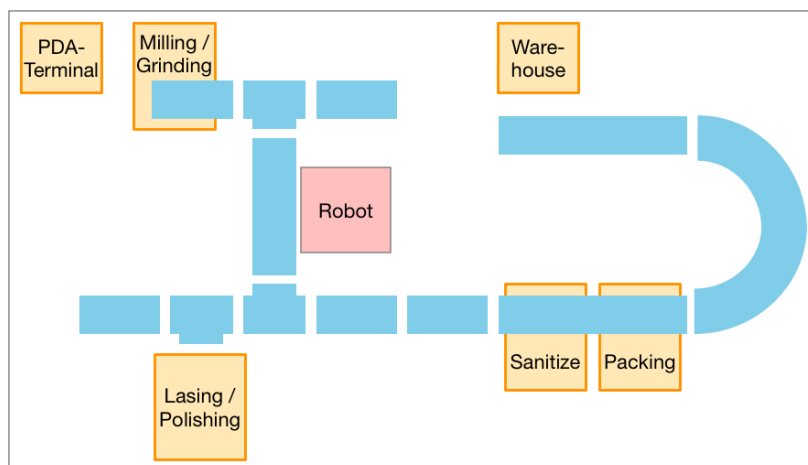 PDA-
Terminal
Milling /
Grinding
Ware-
house
Robot
Sanitize
Packing
Lasing /
Polishing